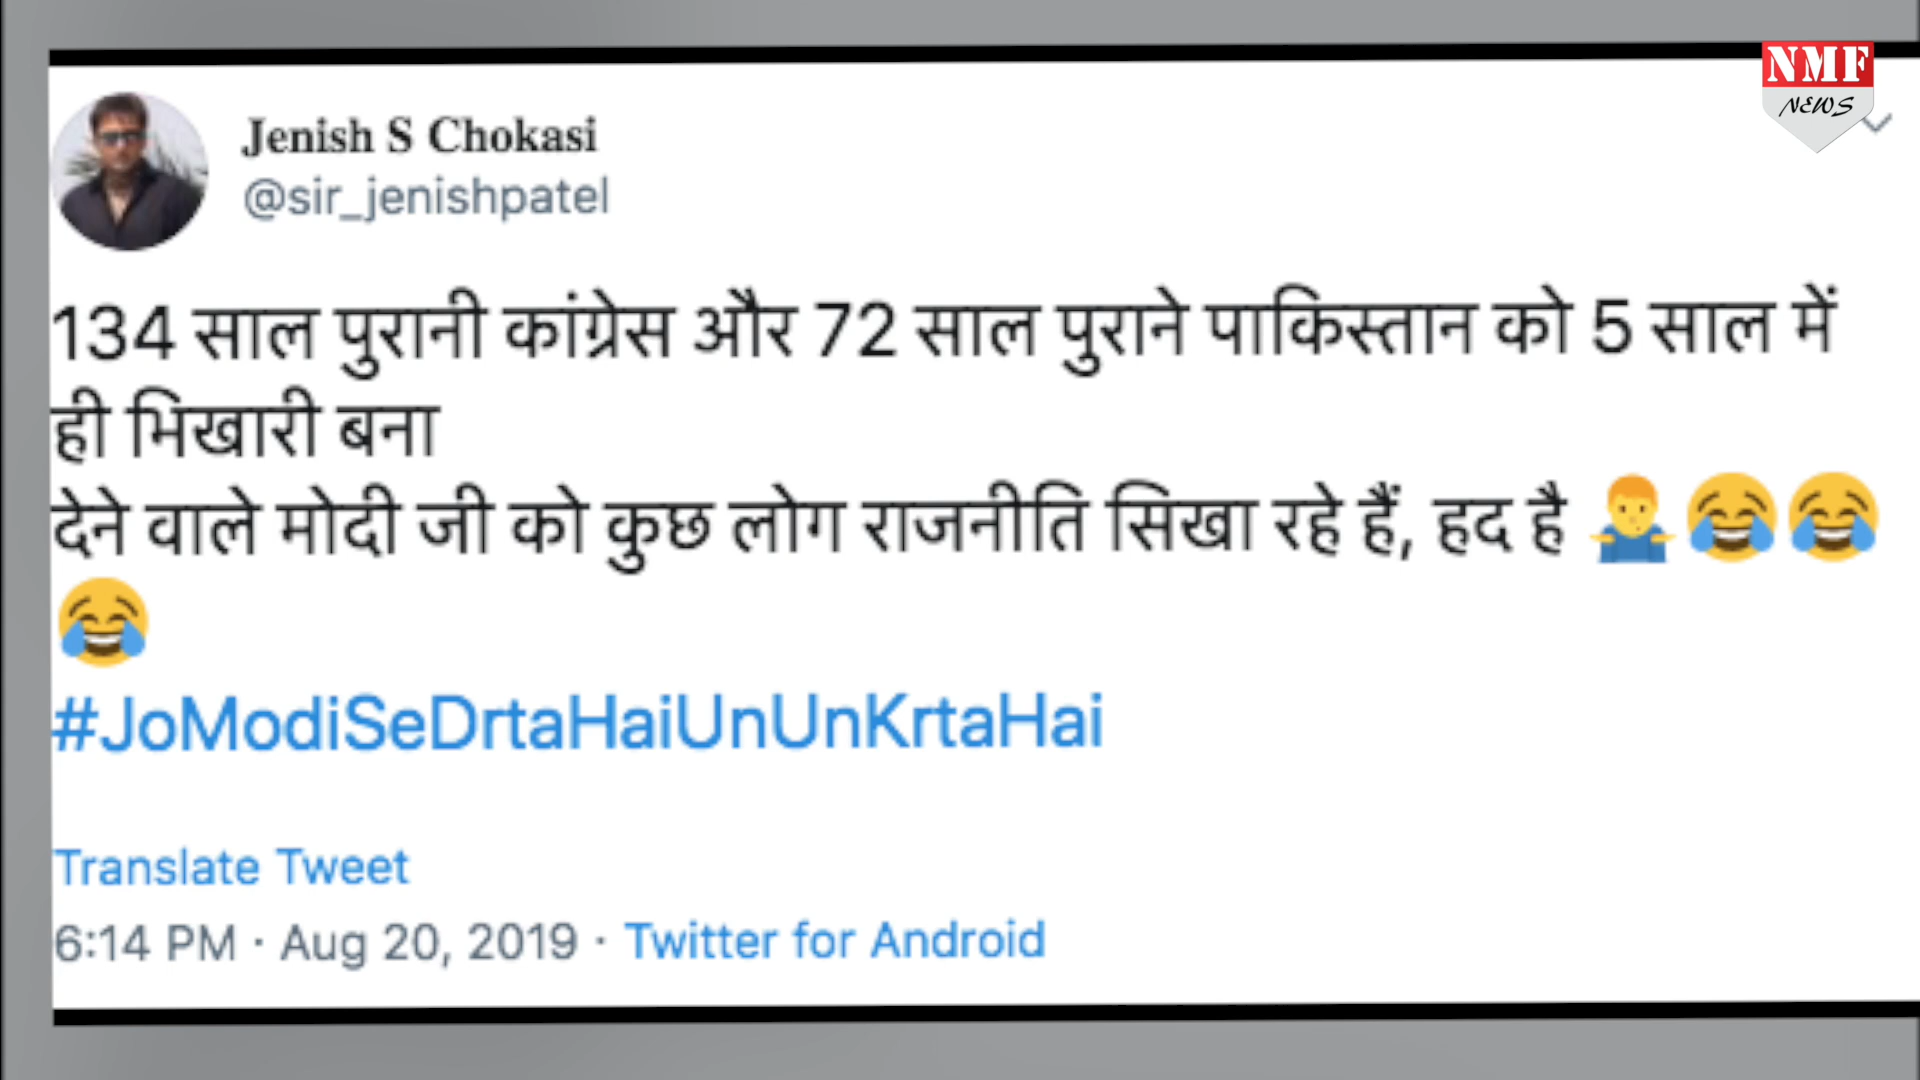 NMF
NEWS
Jenish S Chokasi
@sir_jenishpatel
134 साल पुरानी कांग्रेस और 72 साल पुराने पाकिस्तान को 5 साल में
ही भिखारी बना
देने वाले मोदी जी को कुछ लोग राजनीति सिखा रहे हैं, हद है 🤷‍♂️😂😂
😂
#JoModiSeDrtaHaiUnUnKrtaHai
Translate Tweet
6:14 PM · Aug 20, 2019 · Twitter for Android